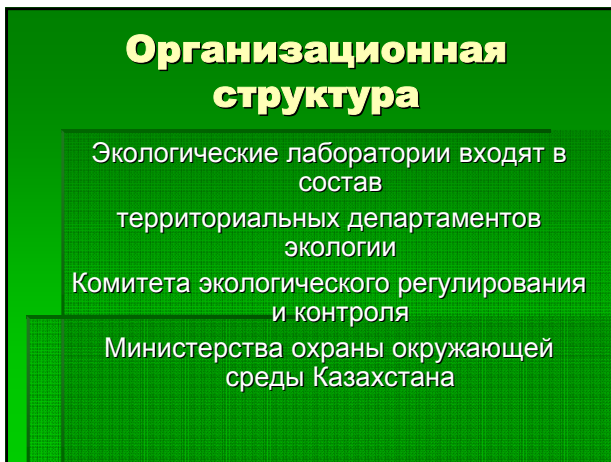 Организационная
структура
Экологические лаборатории входят в
состав
территориальных департаментов
экологии
Комитета экологического регулирования
и контроля
Министерства охраны окружающей
среды Казахстана